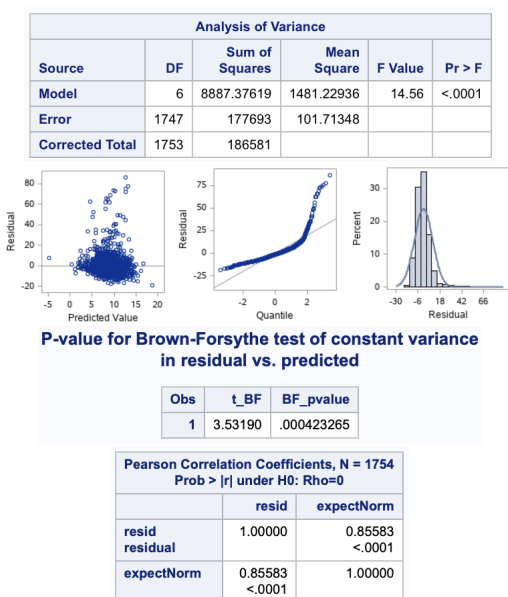 Analysis of Variance
Source DF Sum of Squares Mean Square F Value Pr > F
Model 6 8887.37619 1481.22936 14.56 <.0001
Error 1747 177693 101.71348
Corrected Total 1753 186581
Residual
80
60
40
20
0
-20
-5 0 5 10 15 20
Predicted Value
Residual
75
50
25
0
-25
-2 0 2
Quantile
Percent
30
20
10
0
-30 -6 18 42 66
Residual
P-value for Brown-Forsythe test of constant variance
in residual vs. predicted
Obs t_BF BF_pvalue
1 3.53190 .000423265
Pearson Correlation Coefficients, N = 1754
Prob > |r| under H0: Rho=0
resid expectNorm
resid 1.00000 0.85583
residual <.0001
expectNorm 0.85583 1.00000
<.0001